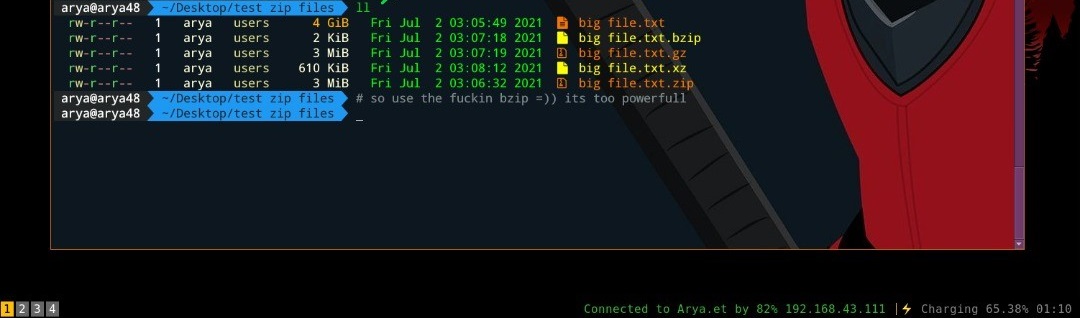 arya@arya48 ~/Desktop/test zip files ll
rw-r--r-- 1 arya users 4 GiB Fri Jul 2 03:05:49 2021 big file.txt
rw-r--r-- 1 arya users 2 KiB Fri Jul 2 03:07:18 2021 big file.txt.bzip
rw-r--r-- 1 arya users 3 MiB Fri Jul 2 03:07:19 2021 big file.txt.gz
rw-r--r-- 1 arya users 610 KiB Fri Jul 2 03:08:12 2021 big file.txt.xz
rw-r--r-- 1 arya users 3 MiB Fri Jul 2 03:06:32 2021 big file.txt.zip
arya@arya48 ~/Desktop/test zip files # so use the fuckin bzip =)) its too powerfull
arya@arya48 ~/Desktop/test zip files _
1 2 3 4 Connected to Arya.et by 82% 192.168.43.111 |⚡ Charging 65.38% 01:10